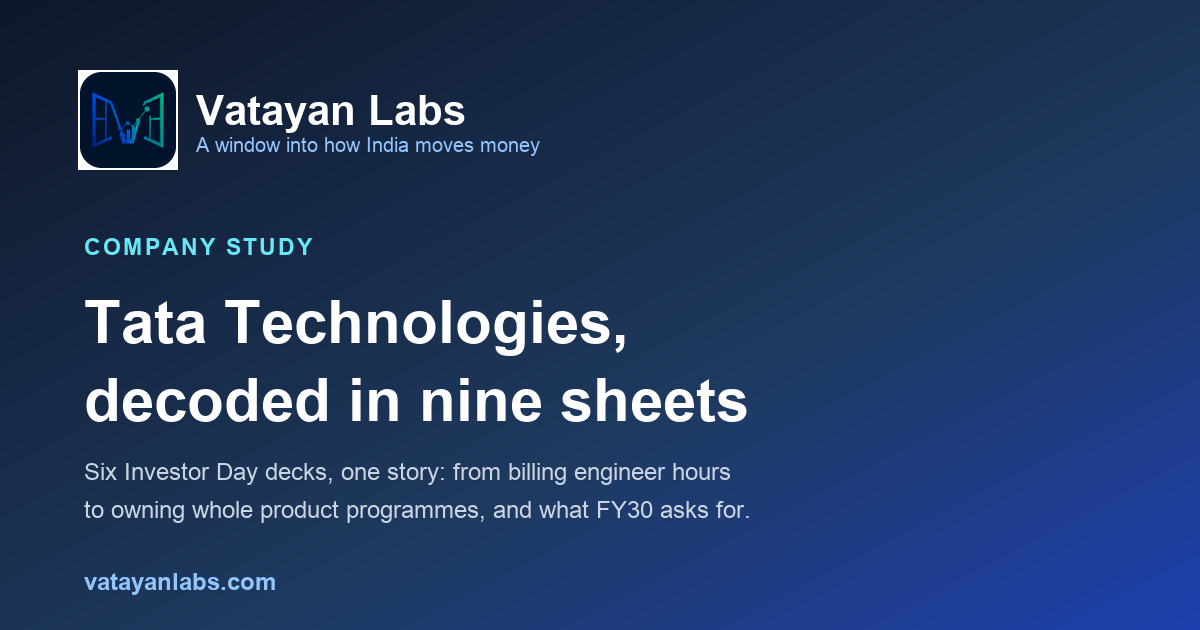 Vatayan Labs
A window into how India moves money
COMPANY STUDY
Tata Technologies,
decoded in nine sheets
Six Investor Day decks, one story: from billing engineer hours
to owning whole product programmes, and what FY30 asks for.
vatayanlabs.com